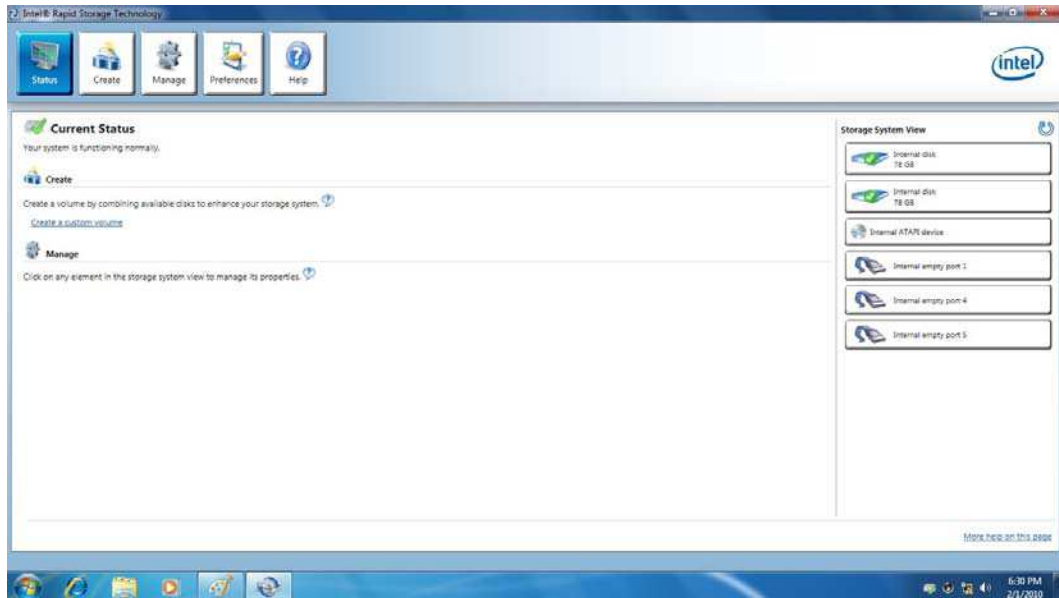 Intel® Rapid Storage Technology
Status
Create
Manage
Preferences
Help
intel
Current Status
Your system is functioning normally.
Create
Create a volume by combining available disks to enhance your storage system.
Create a custom volume
Manage
Click on any element in the storage system view to manage its properties.
Storage System View
Internal disk
78 GB
Internal disk
78 GB
Internal ATAPI device
Internal empty port 1
Internal empty port 4
Internal empty port 5
More help on this page
6:30 PM
2/1/2010